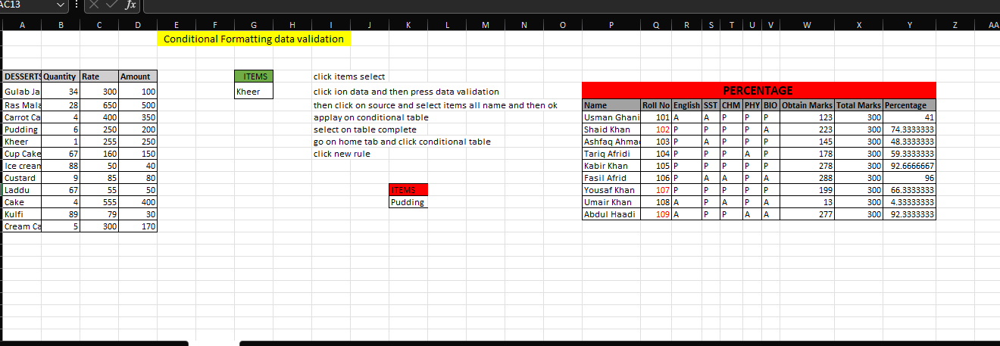 AC13 fx
A B C D E F G H I J K L M N O P Q R S T U V W X Y Z AA
Conditional Formatting data validation
DESSERTS Quantity Rate Amount ITEMS click items select
Gulab Ja 34 300 100 Kheer click ion data and then press data validation PERCENTAGE
Ras Mala 28 650 500 then click on source and select items all name and then ok Name Roll No English SST CHM PHY BIO Obtain Marks Total Marks Percentage
Carrot Ca 4 400 350 applay on conditional table Usman Ghani 101 A A P P P 123 300 41
Pudding 6 250 200 select on table complete Shaid Khan 102 P P P P A 223 300 74.3333333
Kheer 1 255 250 go on home tab and click conditional table Ashfaq Ahmad 103 P A P P P 145 300 48.3333333
Cup Cake 67 160 150 click new rule Tariq Afridi 104 P P P A P 178 300 59.3333333
Ice cream 88 50 40 Kabir Khan 105 P P P P P 278 300 92.6666667
Custard 9 85 80 Fasil Afrid 106 P A A P A 288 300 96
Laddu 67 55 50 ITEMS Yousaf Khan 107 P P P P P 199 300 66.3333333
Cake 4 555 400 Pudding Umair Khan 108 A P A P A 13 300 4.33333333
Kulfi 89 79 30 Abdul Haadi 109 A P P A A 277 300 92.3333333
Cream Ca 5 300 170